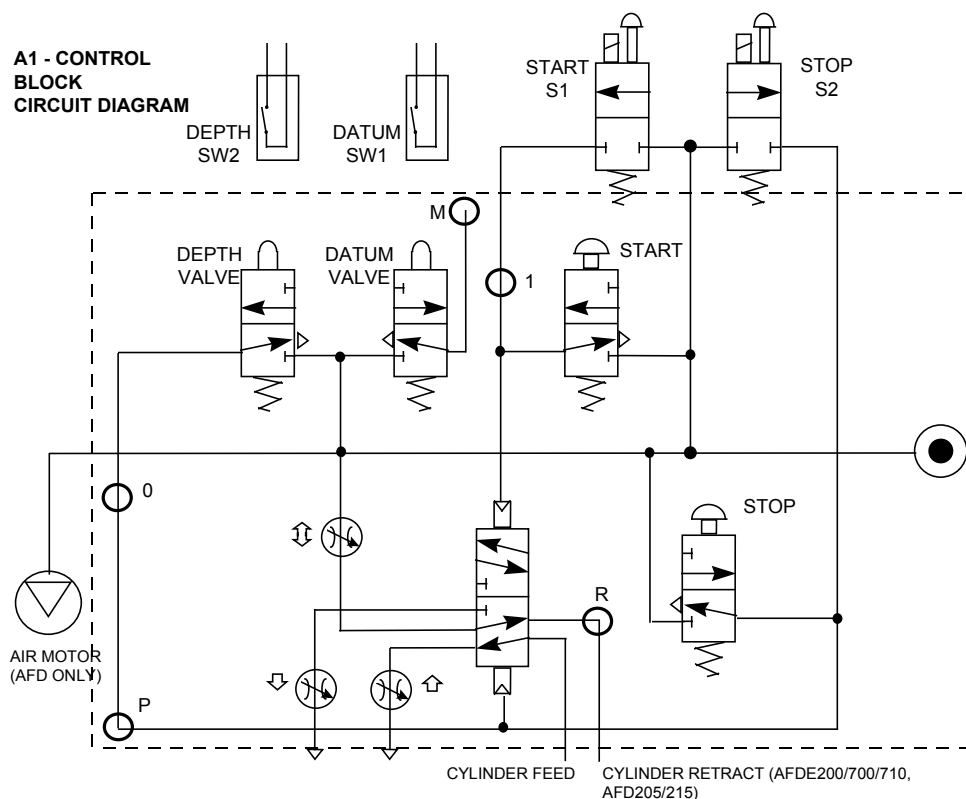 A1 - CONTROL
BLOCK
CIRCUIT DIAGRAM
DEPTH
SW2
DATUM
SW1
START
S1
STOP
S2
M
DEPTH
VALVE
DATUM
VALVE
1
START
0
STOP
R
AIR MOTOR
(AFD ONLY)
P
CYLINDER FEED
CYLINDER RETRACT (AFDE200/700/710,
AFD205/215)